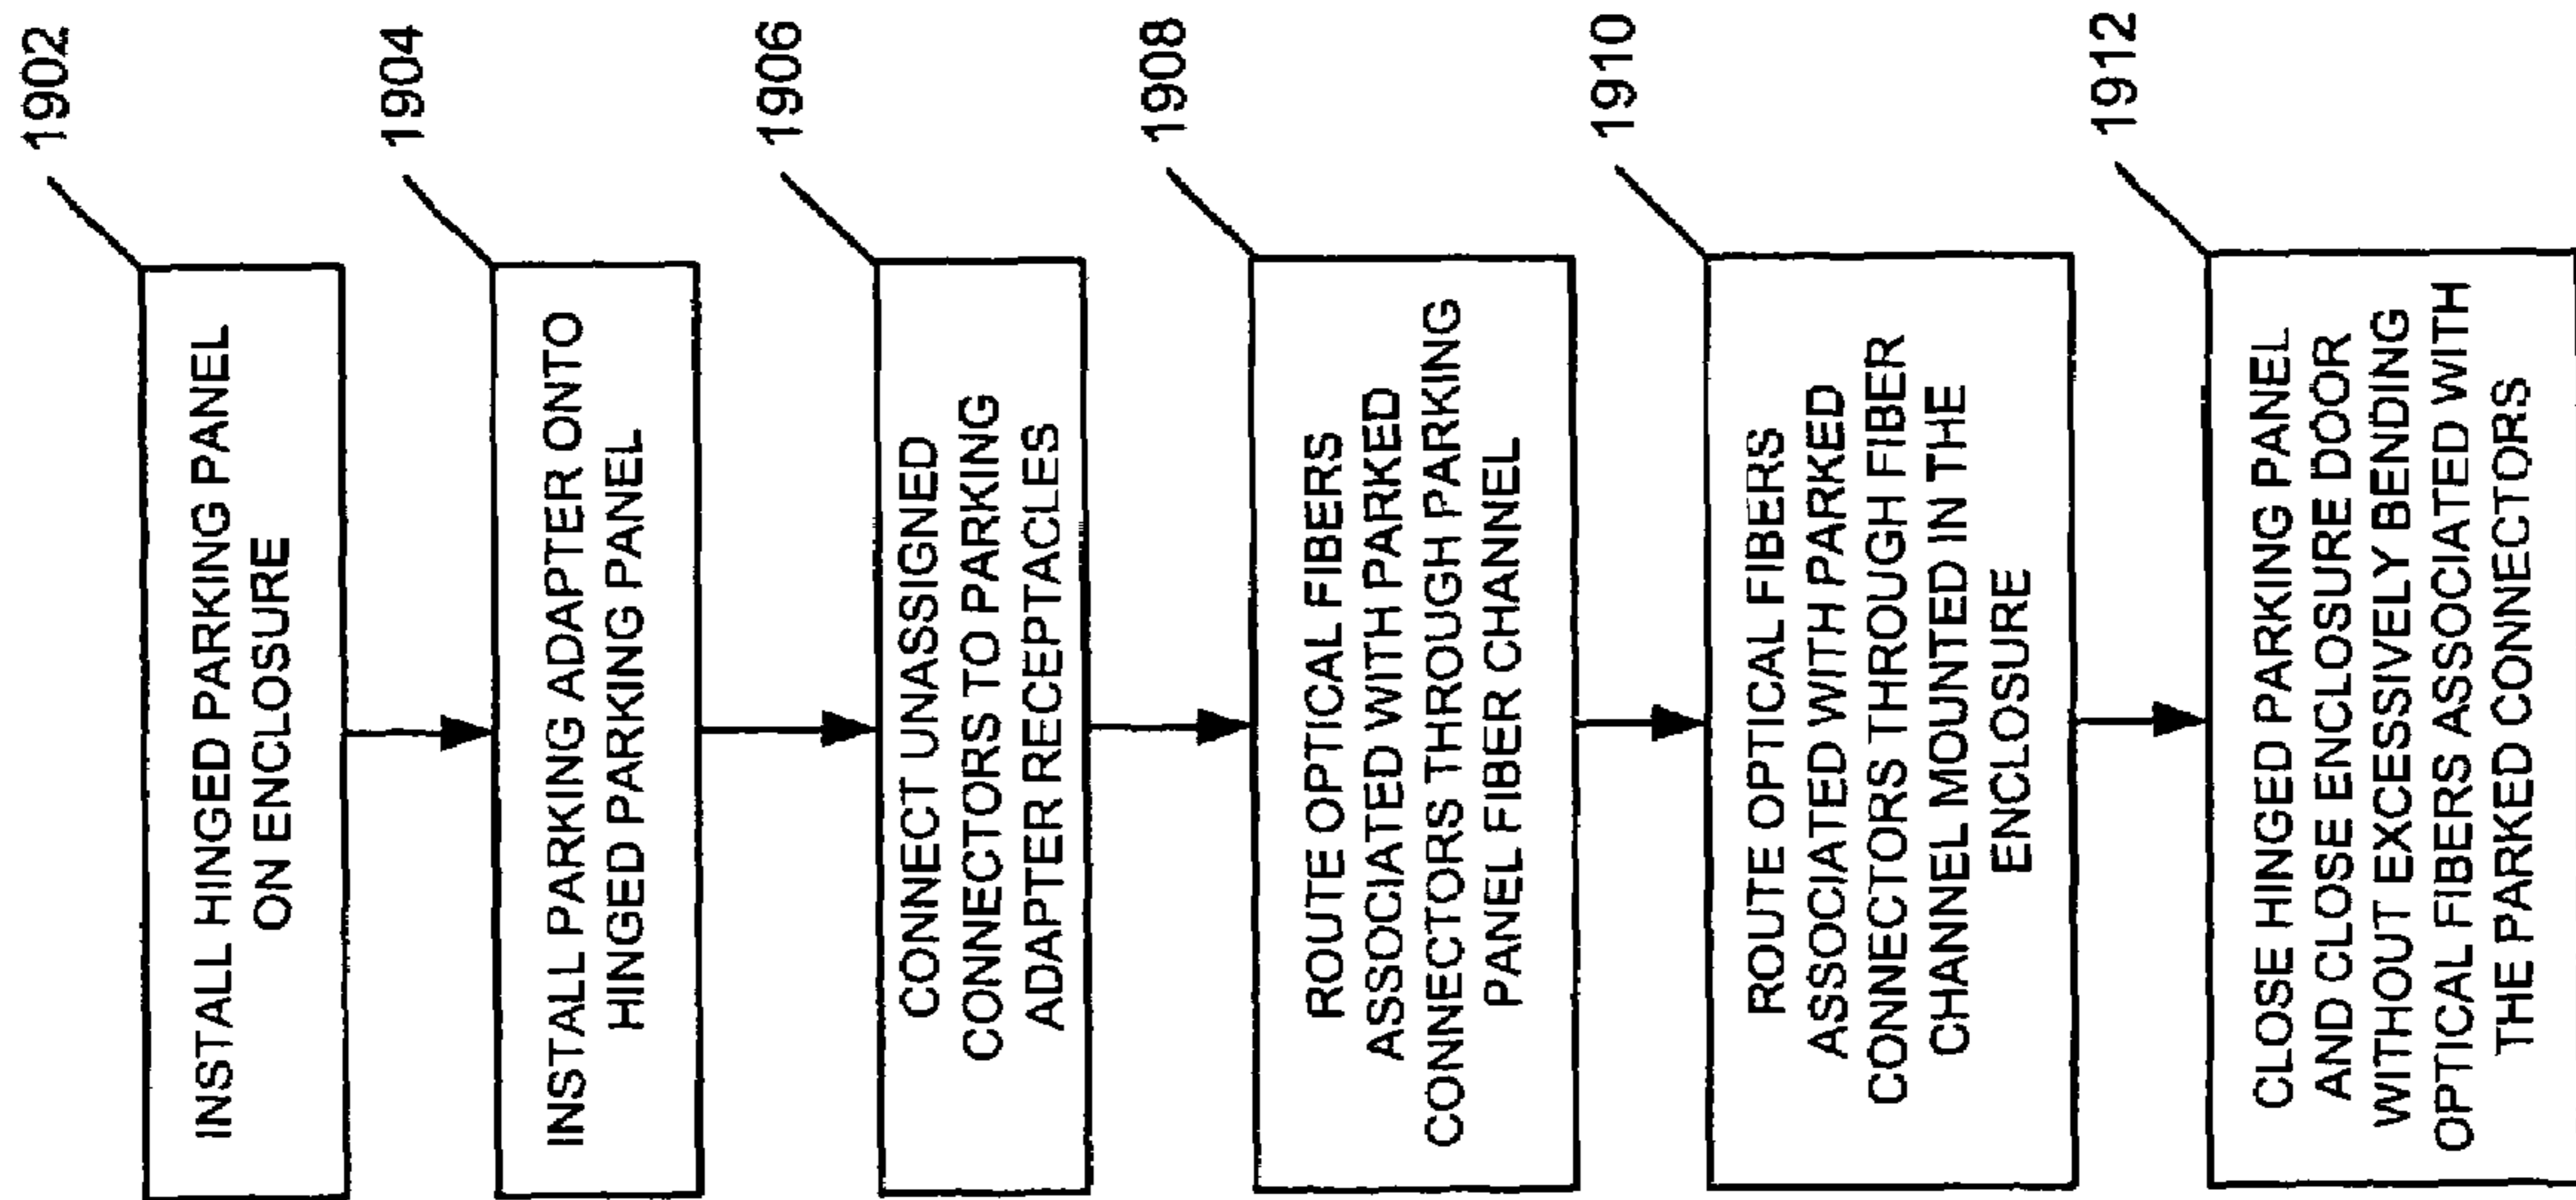 1902
INSTALL HINGED PARKING PANEL
ON ENCLOSURE
1904
INSTALL PARKING ADAPTER ONTO
HINGED PARKING PANEL
1906
CONNECT UNASSIGNED
CONNECTORS TO PARKING
ADAPTER RECEPTACLES
1908
ROUTE OPTICAL FIBERS
ASSOCIATED WITH PARKED
CONNECTORS THROUGH PARKING
PANEL FIBER CHANNEL
1910
ROUTE OPTICAL FIBERS
ASSOCIATED WITH PARKED
CONNECTORS THROUGH FIBER
CHANNEL MOUNTED IN THE
ENCLOSURE
1912
CLOSE HINGED PARKING PANEL
AND CLOSE ENCLOSURE DOOR
WITHOUT EXCESSIVELY BENDING
OPTICAL FIBERS ASSOCIATED WITH
THE PARKED CONNECTORS